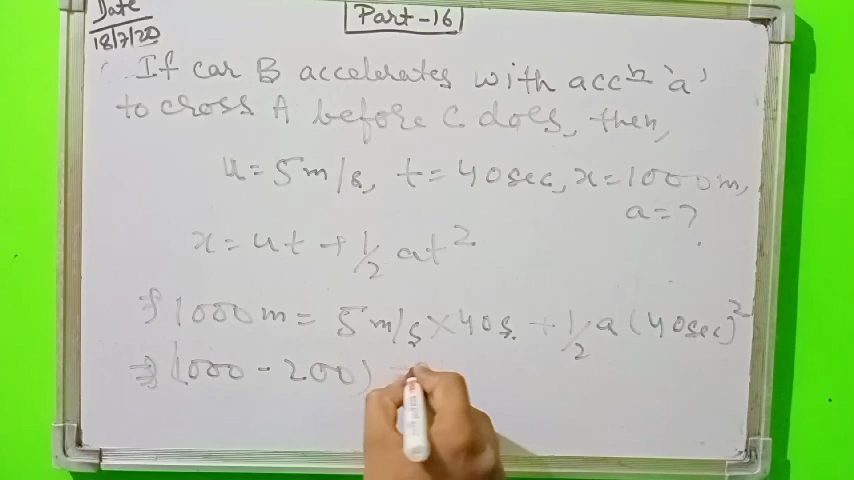 Date
18/7/20
Part-16
If car B accelerates with accⁿ 'a'
to cross A before C does, then,
u=5m/s, t=40sec, x=1000m,
a=?
x=ut+1/2 at²
⇒ 1000m = 5m/s×40s. + 1/2 a (40sec)²
⇒ (1000-200) =